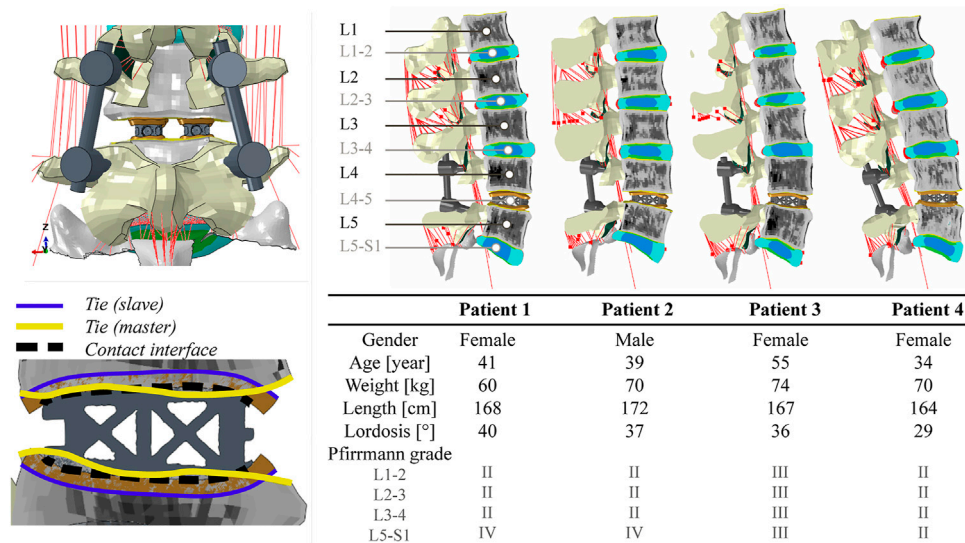 z
y
Tie (slave)
Tie (master)
Contact interface
L1
L1-2
L2
L2-3
L3
L3-4
L4
L4-5
L5
L5-S1
Patient 1 Patient 2 Patient 3 Patient 4
Gender Female Male Female Female
Age [year] 41 39 55 34
Weight [kg] 60 70 74 70
Length [cm] 168 172 167 164
Lordosis [°] 40 37 36 29
Pfirrmann grade
L1-2 II II III II
L2-3 II II III II
L3-4 II II III II
L5-S1 IV IV III II